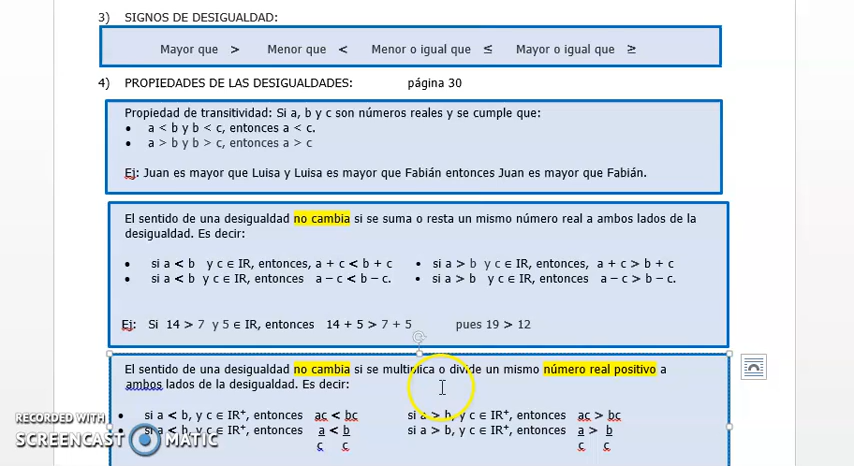 3) SIGNOS DE DESIGUALDAD:
Mayor que > Menor que < Menor o igual que ≤ Mayor o igual que ≥
4) PROPIEDADES DE LAS DESIGUALDADES: página 30
Propiedad de transitividad: Si a, b y c son números reales y se cumple que:
• a < b y b < c, entonces a < c.
• a > b y b > c, entonces a > c
Ej: Juan es mayor que Luisa y Luisa es mayor que Fabián entonces Juan es mayor que Fabián.
El sentido de una desigualdad no cambia si se suma o resta un mismo número real a ambos lados de la
desigualdad. Es decir:
• si a < b y c ∈ IR, entonces, a + c < b + c • si a > b y c ∈ IR, entonces, a + c > b + c
• si a < b y c ∈ IR, entonces a – c < b – c. • si a > b y c ∈ IR, entonces a – c > b – c.
Ej: Si 14 > 7 y 5 ∈ IR, entonces 14 + 5 > 7 + 5 pues 19 > 12
El sentido de una desigualdad no cambia si se multiplica o divide un mismo número real positivo a
ambos lados de la desigualdad. Es decir:
• si a < b, y c ∈ IR⁺, entonces ac < bc si a > b, y c ∈ IR⁺, entonces ac > bc
• si a < b, y c ∈ IR⁺, entonces a < b si a > b, y c ∈ IR⁺, entonces a > b
c c c c
RECORDED WITH
SCREENCAST MATIC